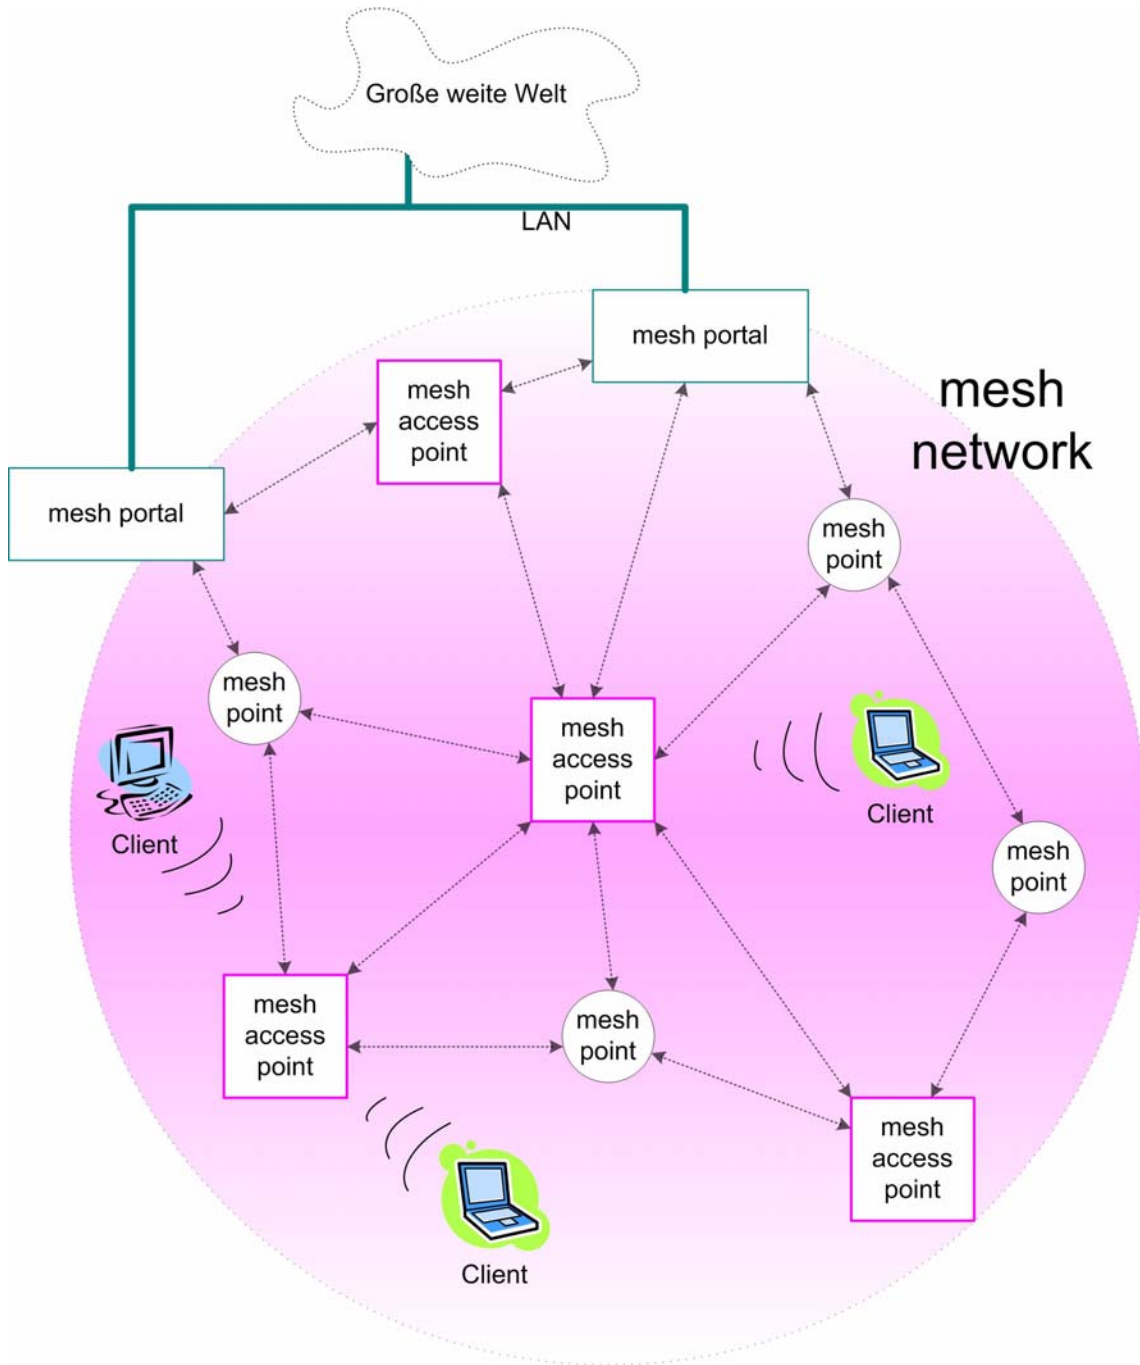 Große weite Welt
LAN
mesh portal
mesh
access
point
mesh
network
mesh portal
mesh
point
mesh
point
mesh
access
point
Client
Client
mesh
point
mesh
access
point
mesh
point
mesh
access
point
Client